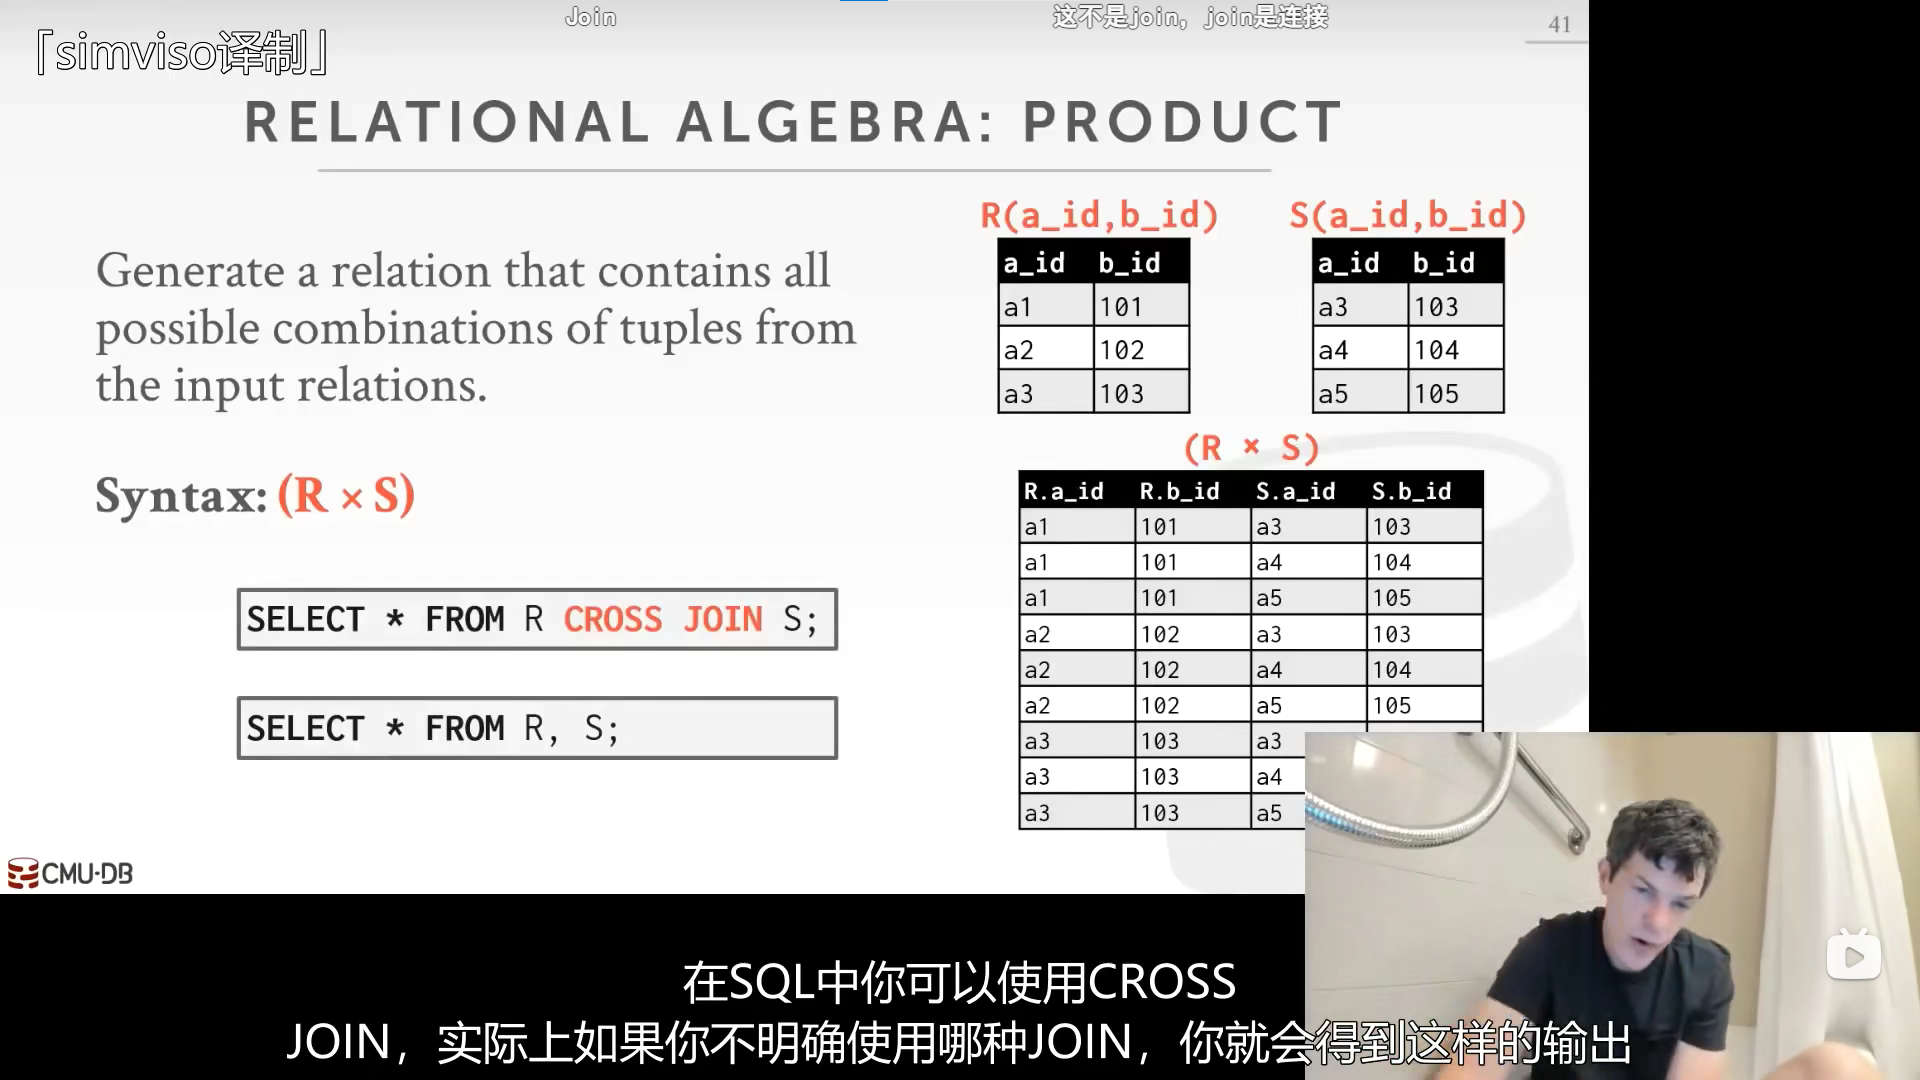 Join
这不是join，join是连接
41
「simviso译制」
RELATIONAL ALGEBRA: PRODUCT
Generate a relation that contains all
possible combinations of tuples from
the input relations.
Syntax: (R × S)
SELECT * FROM R CROSS JOIN S;
SELECT * FROM R, S;
R(a_id,b_id)
a_id b_id
a1 101
a2 102
a3 103
S(a_id,b_id)
a_id b_id
a3 103
a4 104
a5 105
(R × S)
R.a_id R.b_id S.a_id S.b_id
a1 101 a3 103
a1 101 a4 104
a1 101 a5 105
a2 102 a3 103
a2 102 a4 104
a2 102 a5 105
a3 103 a3
a3 103 a4
a3 103 a5
CMU·DB
在SQL中你可以使用CROSS
JOIN，实际上如果你不明确使用哪种JOIN，你就会得到这样的输出